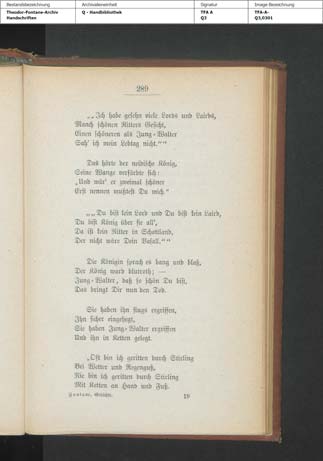 Bestandsbezeichnung
Theodor-Fontane-Archiv
Handschriften
Archivalieneinheit
Q - Handbibliothek
Signatur
TFA A
Q3
Image Bezeichnung
TFA-A-
Q3,0301
289
„„Ich habe gesehn viele Lords und Lairds,
Manch schönen Ritters Gesicht,
Einen schöneren als Jung-Walter
Sah' ich mein Lebtag nicht.““
Das hörte der neidische König,
Seine Wange verfärbte sich:
„Und wär' er zweimal schöner
Erst nennen mußtest Du mich.“
„„Du bist kein Lord und Du bist kein Laird,
Du bist König über sie all',
Da ist kein Ritter in Schottland,
Der nicht wäre Dein Vasall.““
Die Königin sprach es bang und blaß,
Der König ward blutroth; —
Jung-Walter, daß so schön Du bist,
Das bringt Dir nun den Tod.
Sie haben ihn flugs ergriffen,
Ihn sicher eingehegt,
Sie haben Jung-Walter ergriffen
Und ihn in Ketten gelegt.
„Oft bin ich geritten durch Stirling
Bei Wetter und Regenguß,
Nie bin ich geritten durch Stirling
Mit Ketten an Hand und Fuß.
Fontane, Gedichte. 19